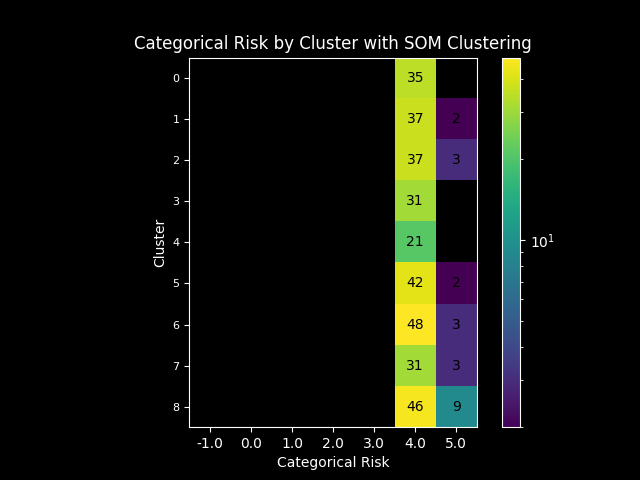 Categorical Risk by Cluster with SOM Clustering
0 35
1 37 2
2 37 3
3 31
4 21
5 42 2
6 48 3
7 31 3
8 46 9
Cluster
10^1
-1.0 0.0 1.0 2.0 3.0 4.0 5.0
Categorical Risk